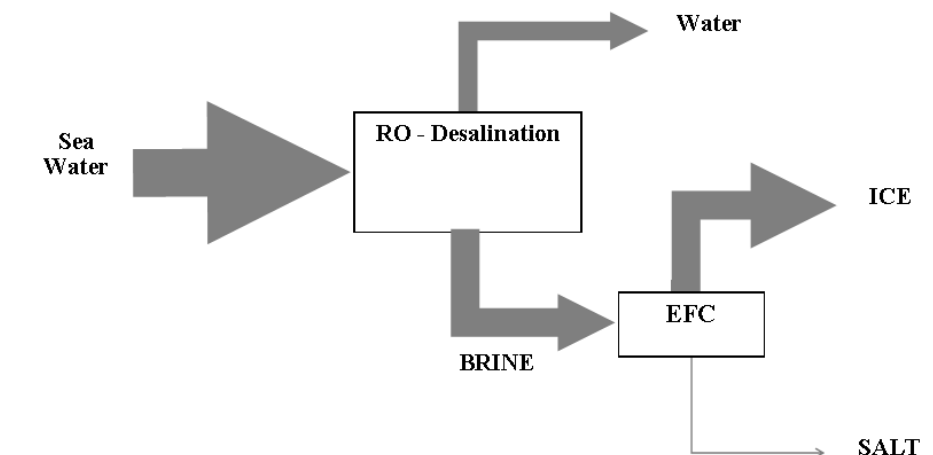 Water
RO - Desalination
Sea
Water
ICE
EFC
BRINE
SALT